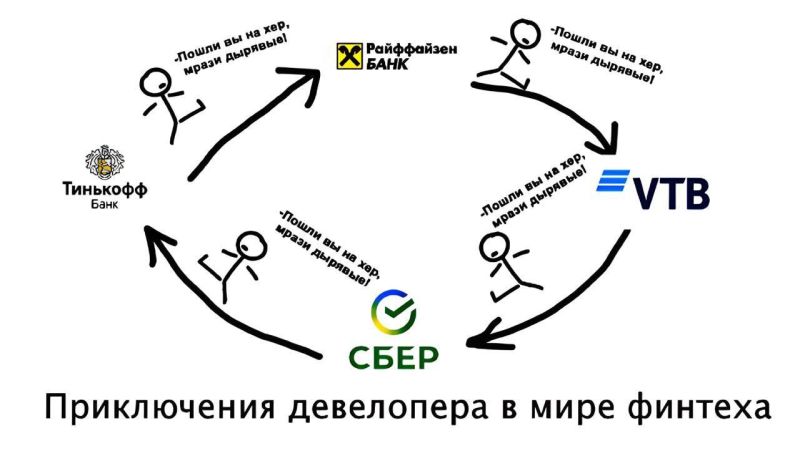 -Пошли вы на хер,
мрази дырявые!
Райффайзен
БАНК
-Пошли вы на хер,
мрази дырявые!
Тинькофф
Банк
-Пошли вы на хер,
мрази дырявые!
VTB
-Пошли вы на хер,
мрази дырявые!
СБЕР
Приключения девелопера в мире финтеха